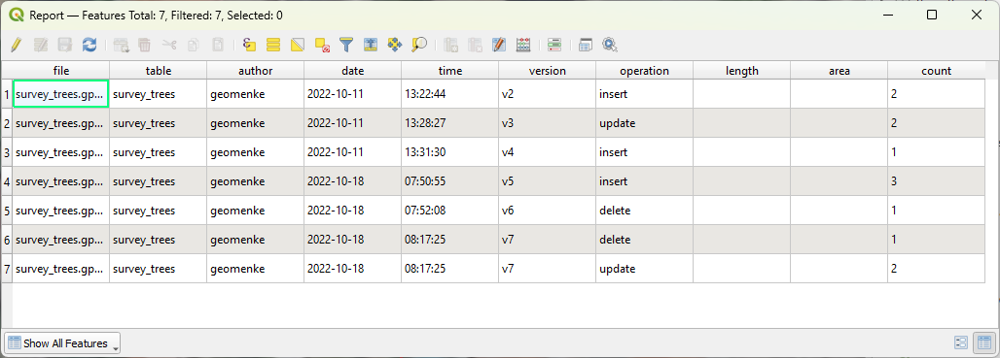 Report — Features Total: 7, Filtered: 7, Selected: 0
file table author date time version operation length area count
1 survey_trees.gp... survey_trees geomenke 2022-10-11 13:22:44 v2 insert 2
2 survey_trees.gp... survey_trees geomenke 2022-10-11 13:28:27 v3 update 2
3 survey_trees.gp... survey_trees geomenke 2022-10-11 13:31:30 v4 insert 1
4 survey_trees.gp... survey_trees geomenke 2022-10-18 07:50:55 v5 insert 3
5 survey_trees.gp... survey_trees geomenke 2022-10-18 07:52:08 v6 delete 1
6 survey_trees.gp... survey_trees geomenke 2022-10-18 08:17:25 v7 delete 1
7 survey_trees.gp... survey_trees geomenke 2022-10-18 08:17:25 v7 update 2
Show All Features